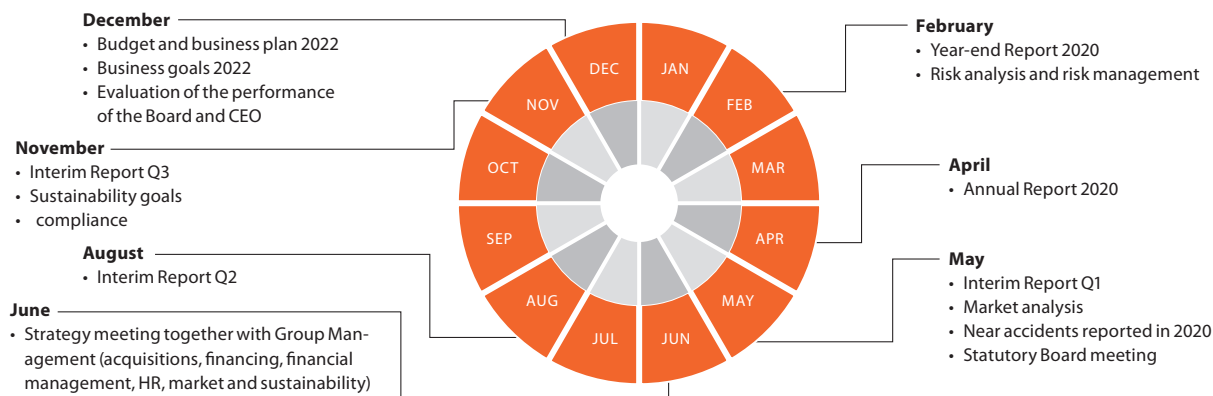 December
• Budget and business plan 2022
• Business goals 2022
• Evaluation of the performance
of the Board and CEO
November
• Interim Report Q3
• Sustainability goals
• compliance
August
• Interim Report Q2
June
• Strategy meeting together with Group Man-
agement (acquisitions, financing, financial
management, HR, market and sustainability)
JAN
FEB
MAR
APR
MAY
JUN
JUL
AUG
SEP
OCT
NOV
DEC
February
• Year-end Report 2020
• Risk analysis and risk management
April
• Annual Report 2020
May
• Interim Report Q1
• Market analysis
• Near accidents reported in 2020
• Statutory Board meeting